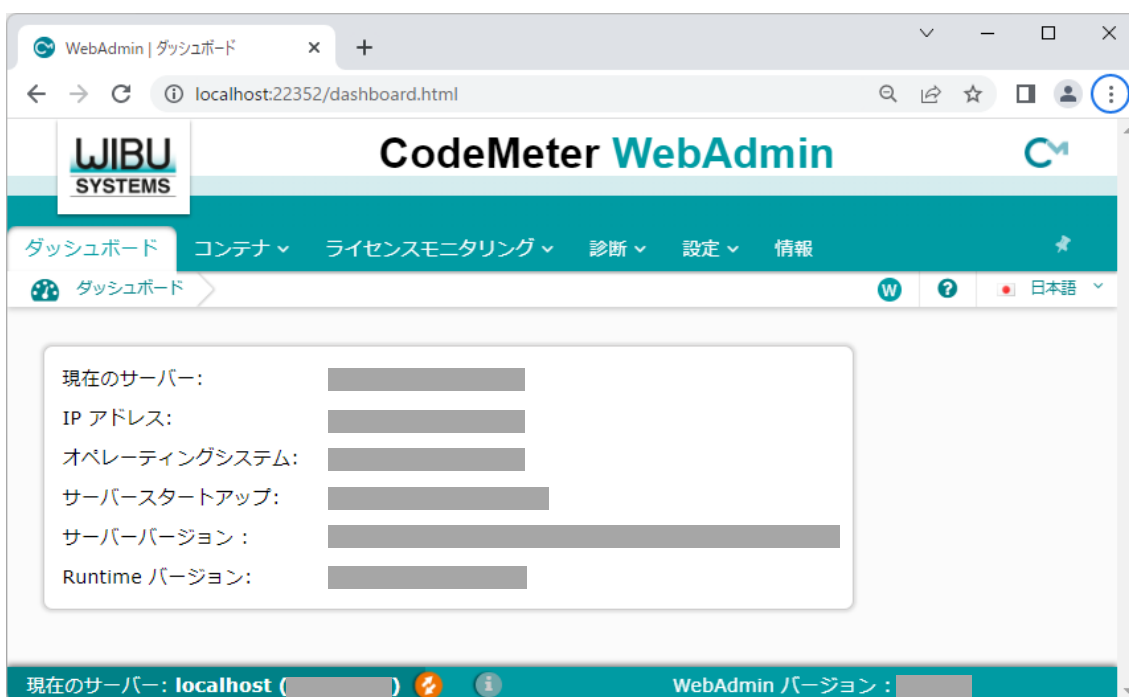 WebAdmin | ダッシュボード
localhost:22352/dashboard.html
WIBU
SYSTEMS
CodeMeter WebAdmin
ダッシュボード コンテナ ライセンスモニタリング 診断 設定 情報
ダッシュボード W ? 日本語
現在のサーバー:
IP アドレス:
オペレーティングシステム:
サーバースタートアップ:
サーバーバージョン :
Runtime バージョン:
現在のサーバー: localhost ( ) WebAdmin バージョン :